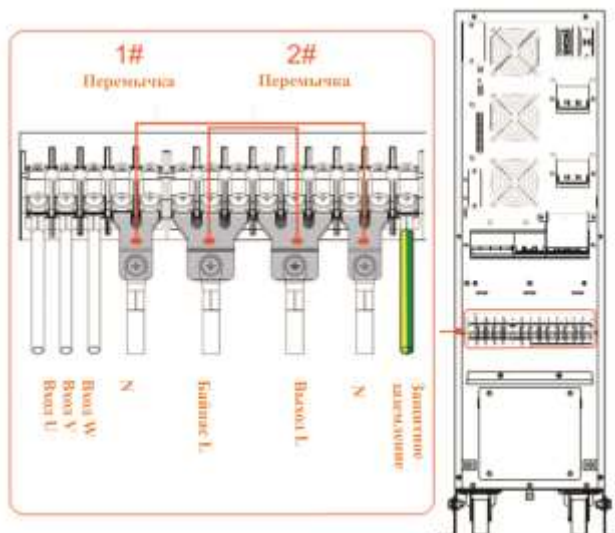 1#
2#
Перемычка
Перемычка
Вход U
Вход V
Вход W
N
Байпас L
Выход L
N
Защитное
заземление